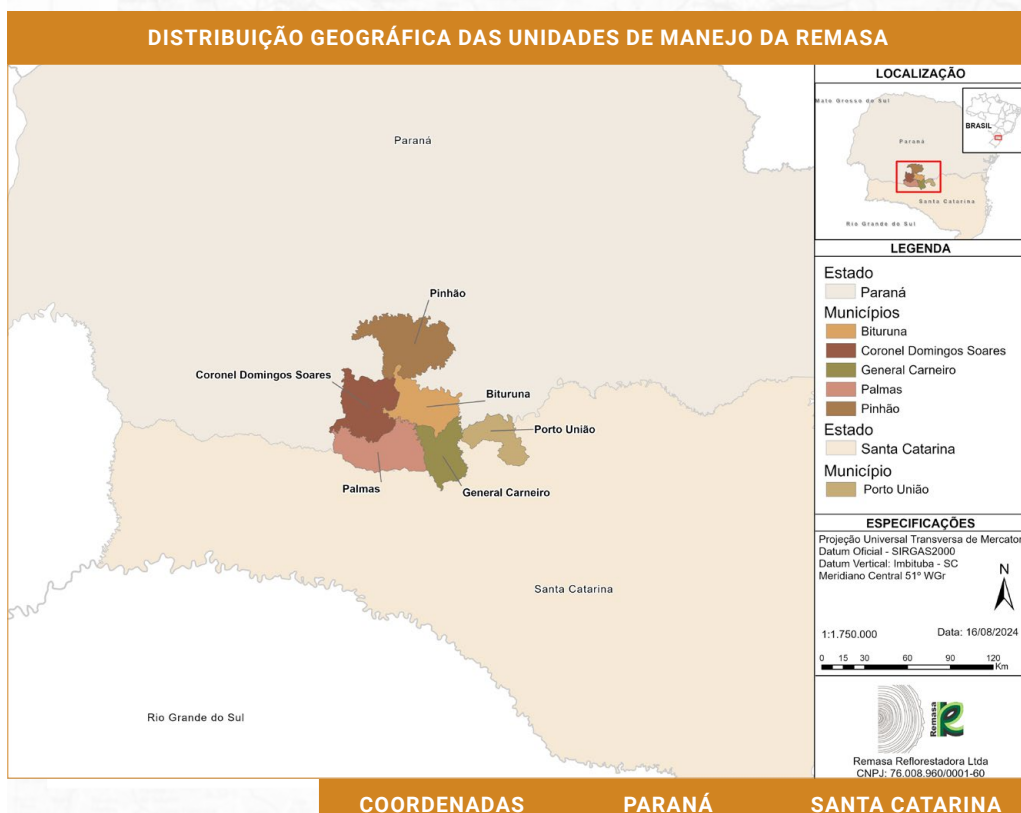 DISTRIBUIÇÃO GEOGRÁFICA DAS UNIDADES DE MANEJO DA REMASA
Paraná
Pinhão
Coronel Domingos Soares
Bituruna
Porto União
Palmas
General Carneiro
Santa Catarina
Rio Grande do Sul
LOCALIZAÇÃO
Mato Grosso do Sul
BRASIL
Paraná
Santa Catarina
Rio Grande do Sul
LEGENDA
Estado
Paraná
Municípios
Bituruna
Coronel Domingos Soares
General Carneiro
Palmas
Pinhão
Estado
Santa Catarina
Município
Porto União
ESPECIFICAÇÕES
Projeção Universal Transversa de Mercator
Datum Oficial - SIRGAS2000
Datum Vertical: Imbituba - SC
Meridiano Central 51º WGr
N
1:1.750.000
Data: 16/08/2024
0 15 30 60 90 120
Km
Remasa
Remasa Reflorestadora Ltda
CNPJ: 76.008.960/0001-60
COORDENADAS PARANÁ SANTA CATARINA